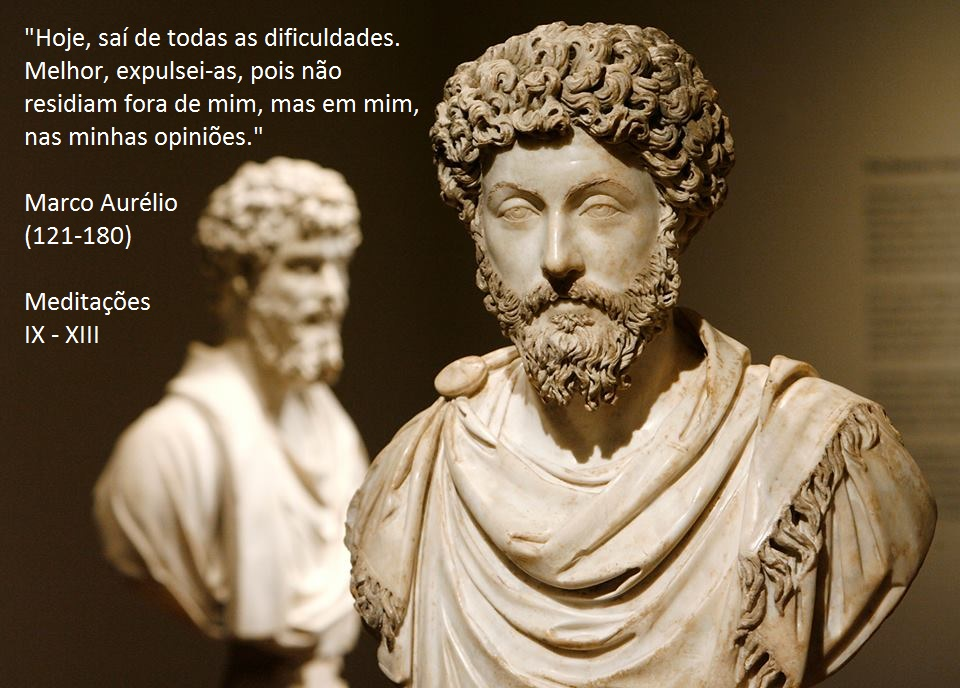 "Hoje, saí de todas as dificuldades.
Melhor, expulsei-as, pois não
residiam fora de mim, mas em mim,
nas minhas opiniões."
Marco Aurélio
(121-180)
Meditações
IX - XIII